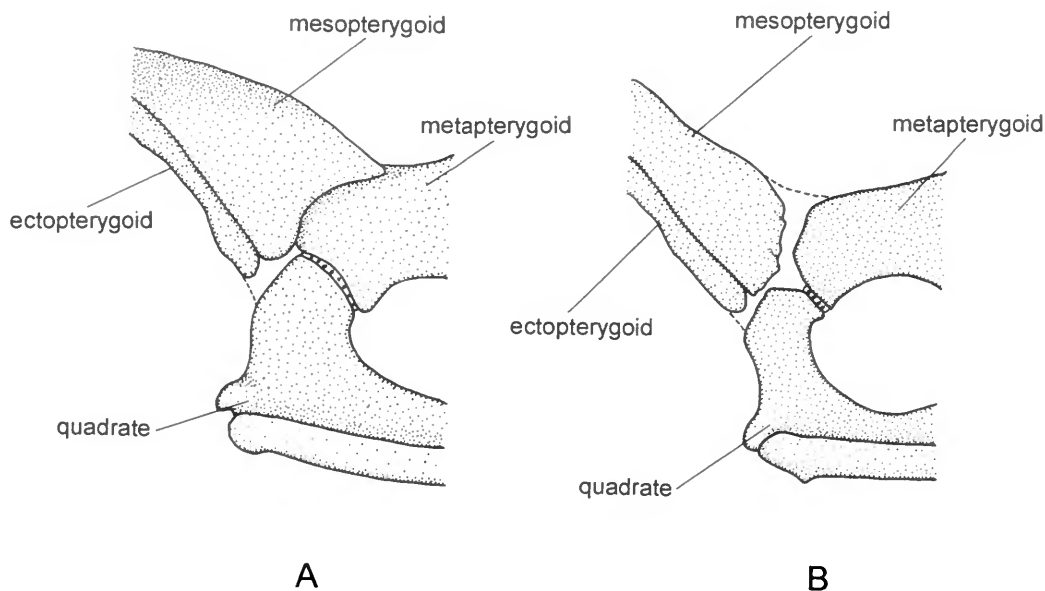 mesopterygoid
metapterygoid
ectopterygoid
quadrate
A
mesopterygoid
metapterygoid
ectopterygoid
quadrate
B